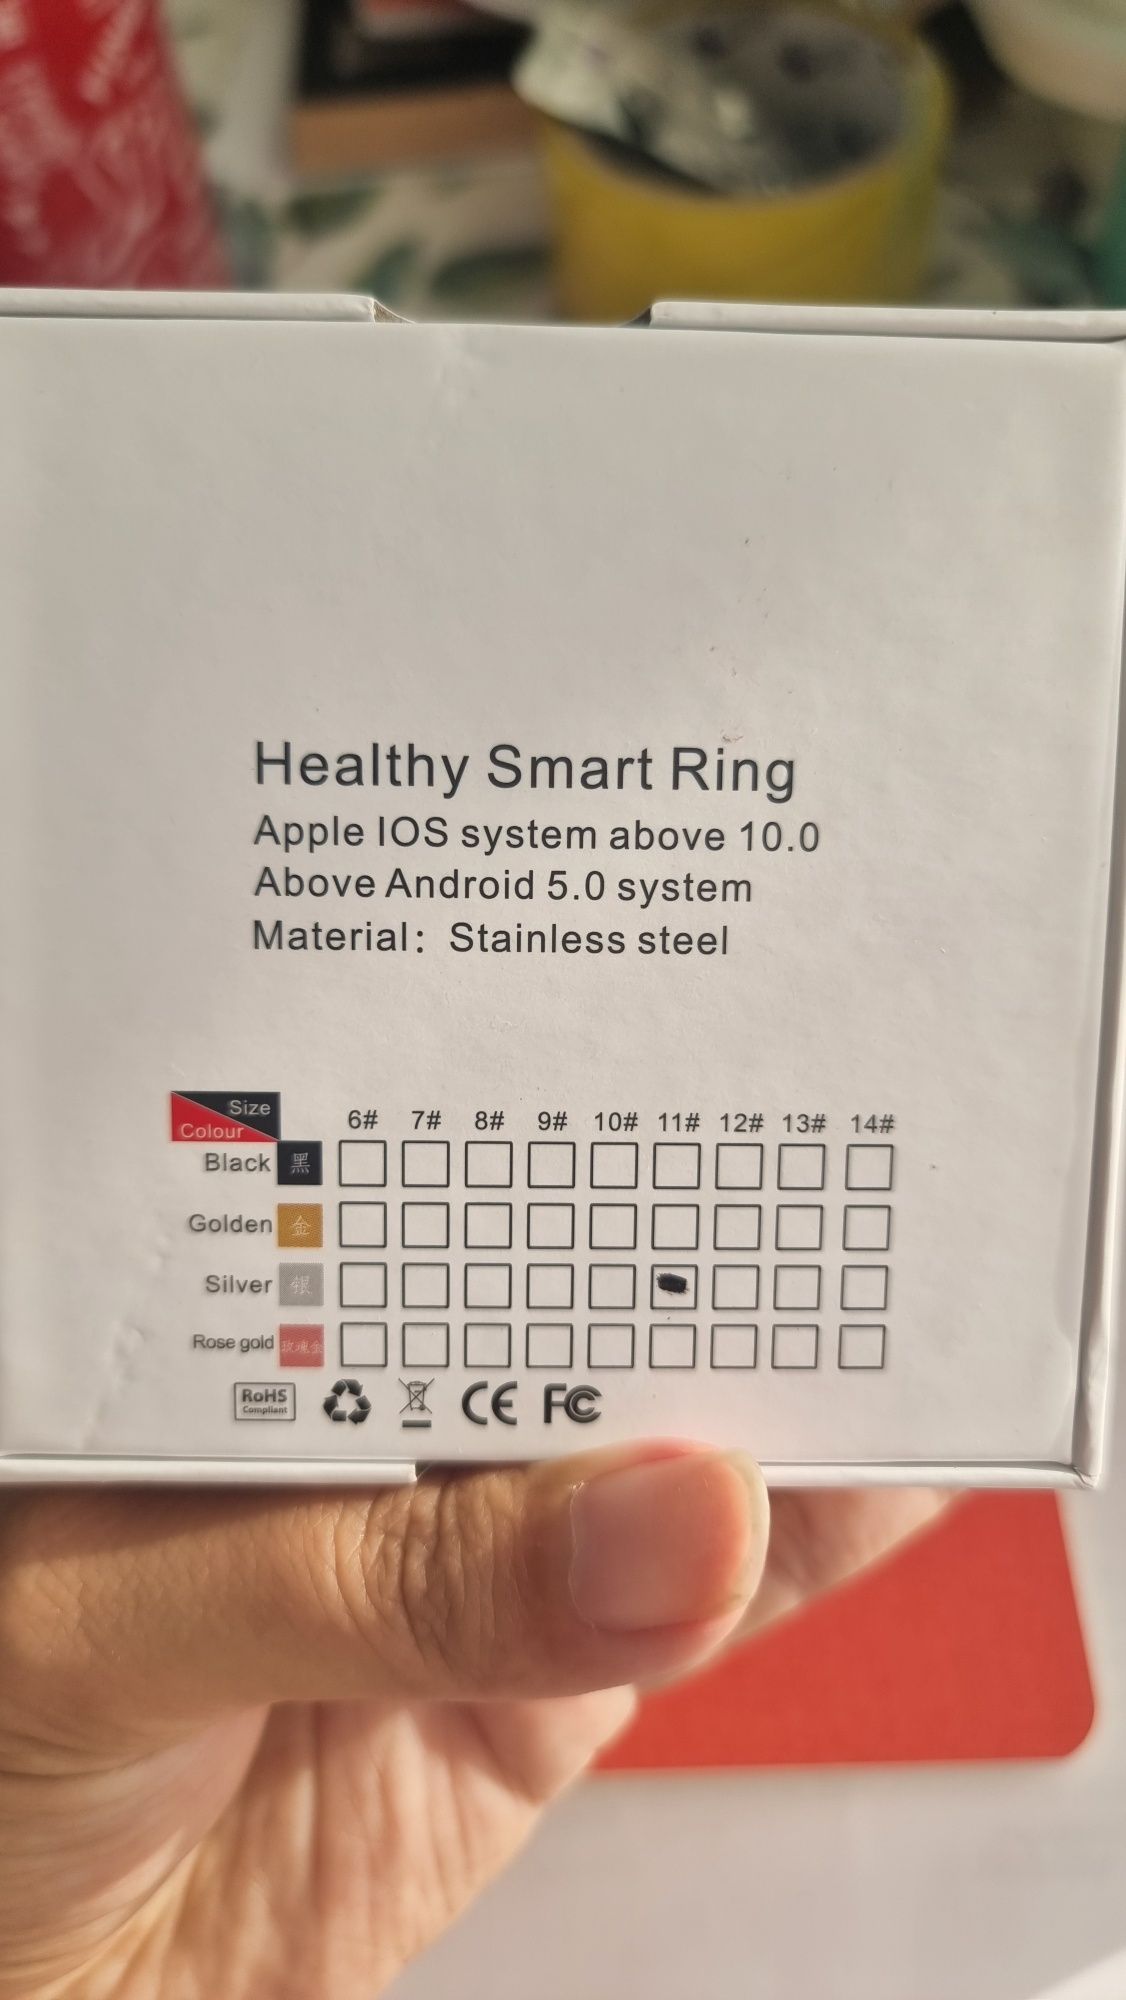 Healthy Smart Ring
Apple IOS system above 10.0
Above Android 5.0 system
Material: Stainless steel
Size
Colour
6# 7# 8# 9# 10# 11# 12# 13# 14#
Black 黑
Golden 金
Silver 银
Rose gold 玫瑰金
RoHS
Compliant
CE FC